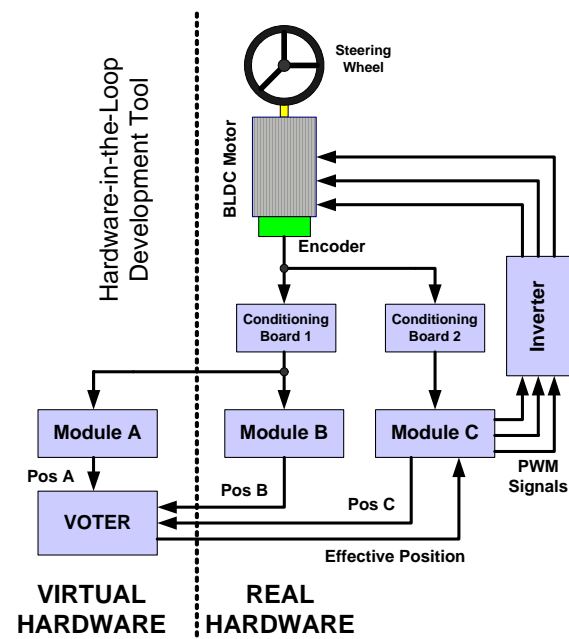 Steering
Wheel
Hardware-in-the-Loop
Development Tool
BLDC Motor
Encoder
Conditioning
Board 1
Conditioning
Board 2
Inverter
Module A
Module B
Module C
PWM
Signals
Pos A
Pos B
Pos C
VOTER
Effective Position
VIRTUAL
HARDWARE
REAL
HARDWARE